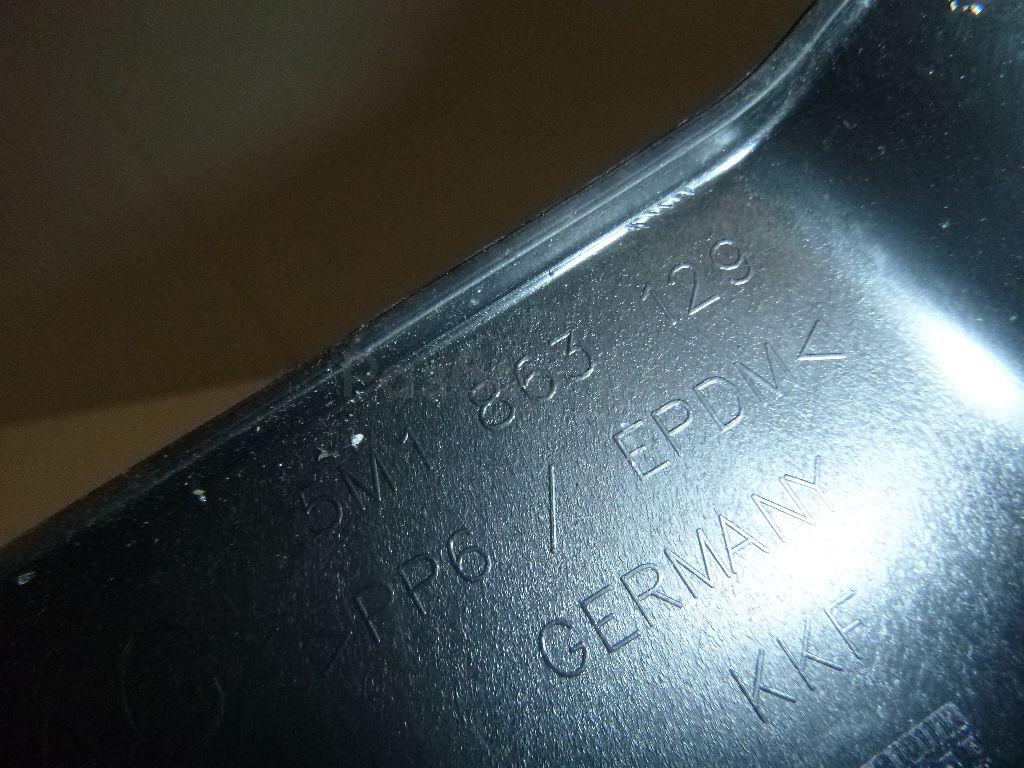 5M1 863 129
>PP6 / EPDM<
GERMANY
KKF